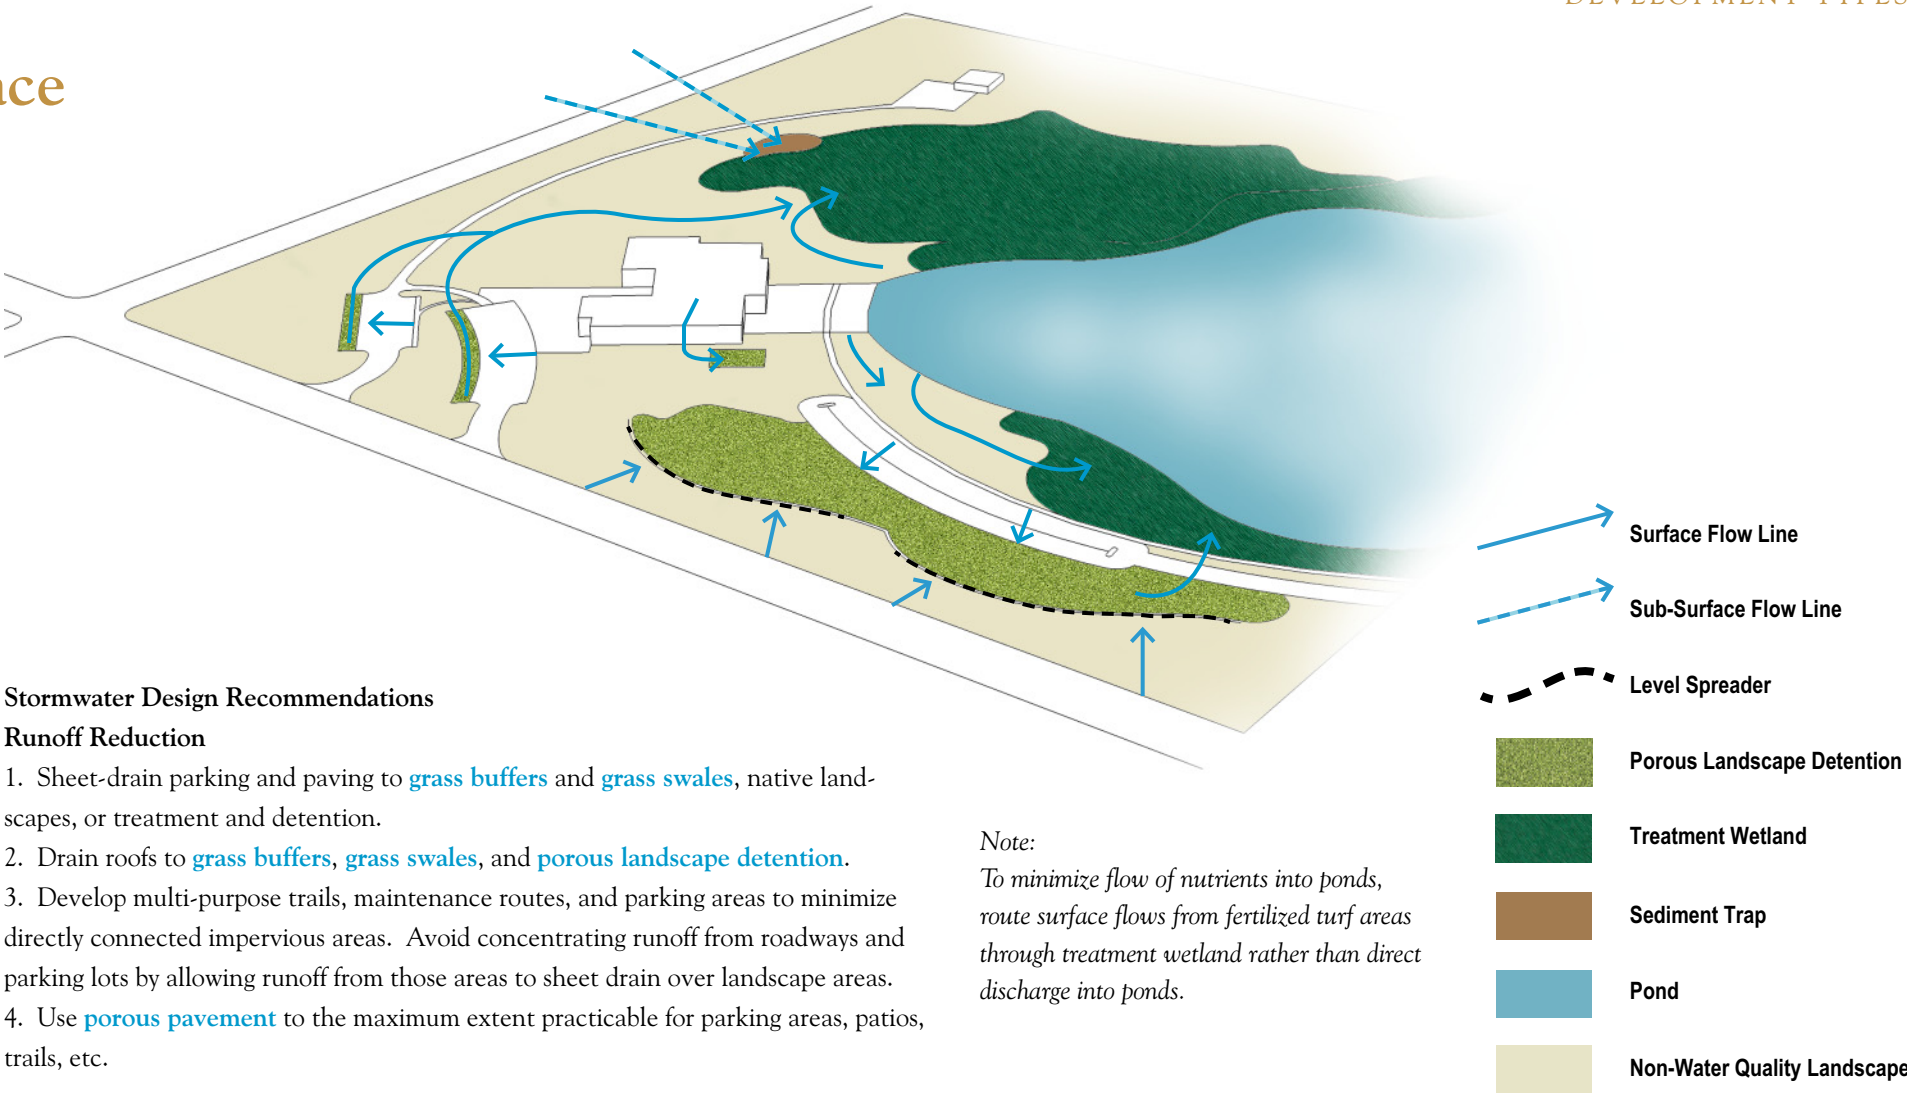 DEVELOPMENT TYPES
Stormwater Design Recommendations
Runoff Reduction
1. Sheet-drain parking and paving to grass buffers and grass swales, native land-
scapes, or treatment and detention.
2. Drain roofs to grass buffers, grass swales, and porous landscape detention.
3. Develop multi-purpose trails, maintenance routes, and parking areas to minimize
directly connected impervious areas. Avoid concentrating runoff from roadways and
parking lots by allowing runoff from those areas to sheet drain over landscape areas.
4. Use porous pavement to the maximum extent practicable for parking areas, patios,
trails, etc.
Note:
To minimize flow of nutrients into ponds,
route surface flows from fertilized turf areas
through treatment wetland rather than direct
discharge into ponds.
Surface Flow Line
Sub-Surface Flow Line
Level Spreader
Porous Landscape Detention
Treatment Wetland
Sediment Trap
Pond
Non-Water Quality Landscape